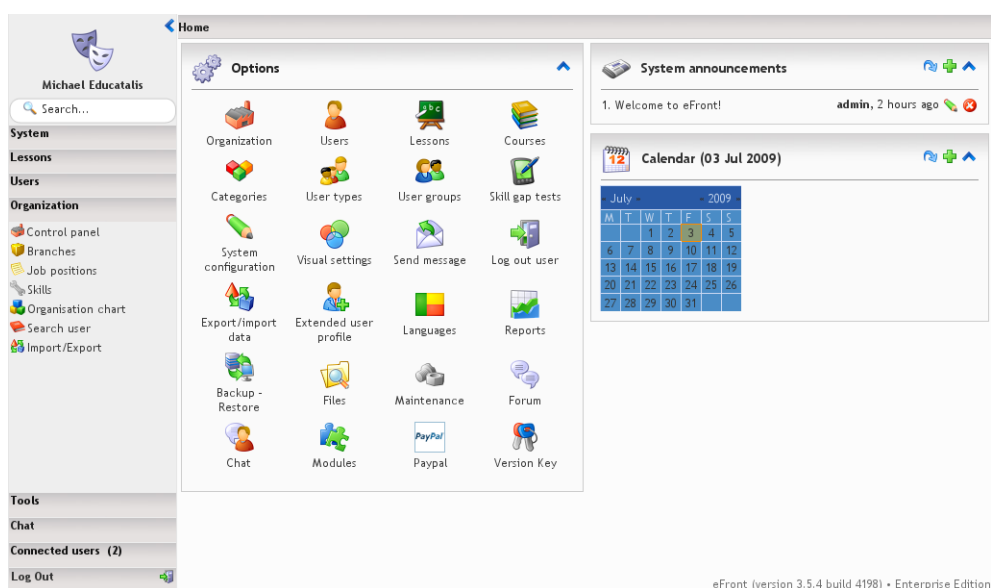 Home
Michael Educatalis
Search...
System
Lessons
Users
Organization
Control panel
Branches
Job positions
Skills
Organisation chart
Search user
Import/Export
Tools
Chat
Connected users (2)
Log Out
Options
Organization Users Lessons Courses
Categories User types User groups Skill gap tests
System
configuration Visual settings Send message Log out user
Export/import Extended user
data profile Languages Reports
Backup -
Restore Files Maintenance Forum
PayPal
Chat Modules Paypal Version Key
System announcements
1. Welcome to eFront! admin, 2 hours ago
12 Calendar (03 Jul 2009)
« July » « 2009 »
M T W T F S S
1 2 3 4 5
6 7 8 9 10 11 12
13 14 15 16 17 18 19
20 21 22 23 24 25 26
27 28 29 30 31
eFront (version 3.5.4 build 4198) • Enterprise Edition